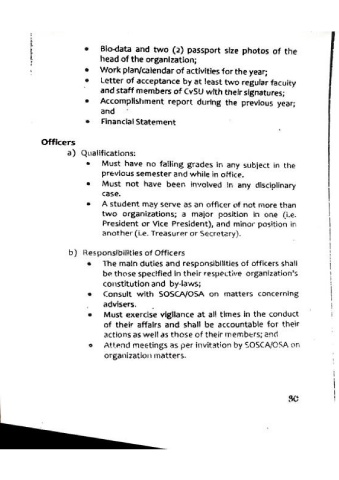 • Bio-data and two (2) passport size photos of the
head of the organization;
• Work plan/calendar of activities for the year;
• Letter of acceptance by at least two regular faculty
and staff members of CvSU with their signatures;
• Accomplishment report during the previous year;
and
• Financial Statement
Officers
a) Qualifications:
• Must have no failing grades in any subject in the
previous semester and while in office.
• Must not have been involved in any disciplinary
case.
• A student may serve as an officer of not more than
two organizations; a major position in one (i.e.
President or Vice President), and minor position in
another (i.e. Treasurer or Secretary).
b) Responsibilities of Officers
• The main duties and responsibilities of officers shall
be those specified in their respective organization's
constitution and by-laws;
• Consult with SOSCA/OSA on matters concerning
advisers.
• Must exercise vigilance at all times in the conduct
of their affairs and shall be accountable for their
actions as well as those of their members; and
• Attend meetings as per invitation by SOSCA/OSA on
organization matters.